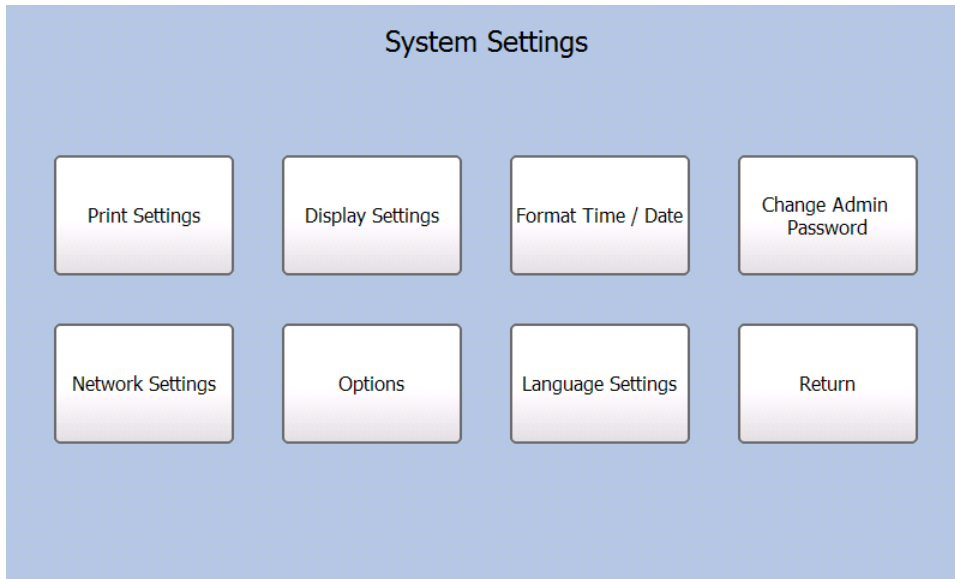 System Settings
Print Settings
Display Settings
Format Time / Date
Change Admin
Password
Network Settings
Options
Language Settings
Return